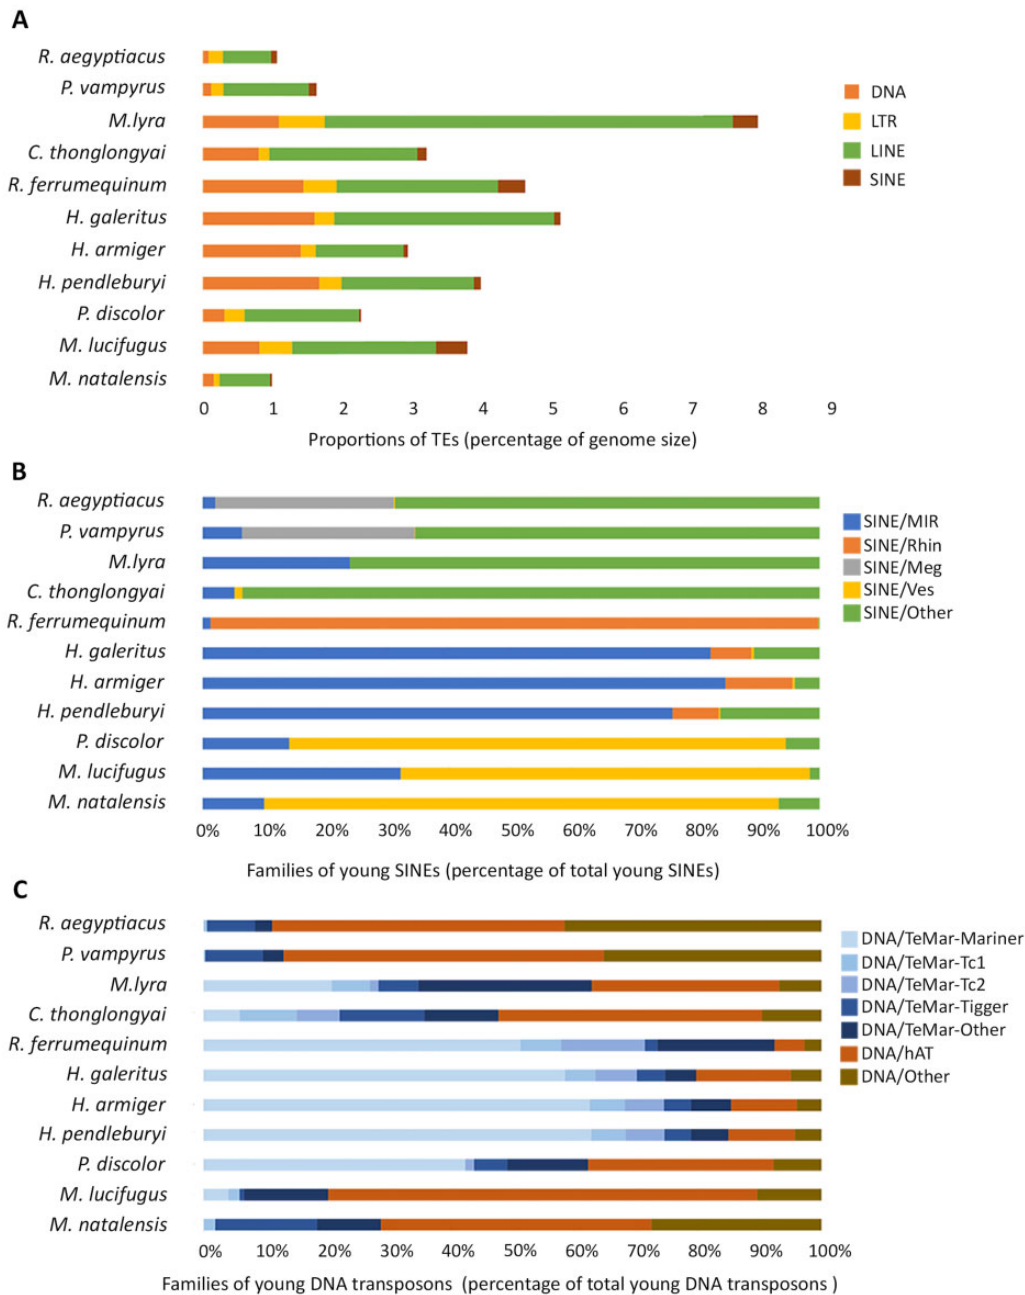 A
R. aegyptiacus
P. vampyrus
M.lyra
C. thonglongyai
R. ferrumequinum
H. galeritus
H. armiger
H. pendleburyi
P. discolor
M. lucifugus
M. natalensis
DNA
LTR
LINE
SINE
0 1 2 3 4 5 6 7 8 9
Proportions of TEs (percentage of genome size)
B
R. aegyptiacus
P. vampyrus
M.lyra
C. thonglongyai
R. ferrumequinum
H. galeritus
H. armiger
H. pendleburyi
P. discolor
M. lucifugus
M. natalensis
SINE/MIR
SINE/Rhin
SINE/Meg
SINE/Ves
SINE/Other
0% 10% 20% 30% 40% 50% 60% 70% 80% 90% 100%
Families of young SINEs (percentage of total young SINEs)
C
R. aegyptiacus
P. vampyrus
M.lyra
C. thonglongyai
R. ferrumequinum
H. galeritus
H. armiger
H. pendleburyi
P. discolor
M. lucifugus
M. natalensis
DNA/TeMar-Mariner
DNA/TeMar-Tc1
DNA/TeMar-Tc2
DNA/TeMar-Tigger
DNA/TeMar-Other
DNA/hAT
DNA/Other
0% 10% 20% 30% 40% 50% 60% 70% 80% 90% 100%
Families of young DNA transposons (percentage of total young DNA transposons )